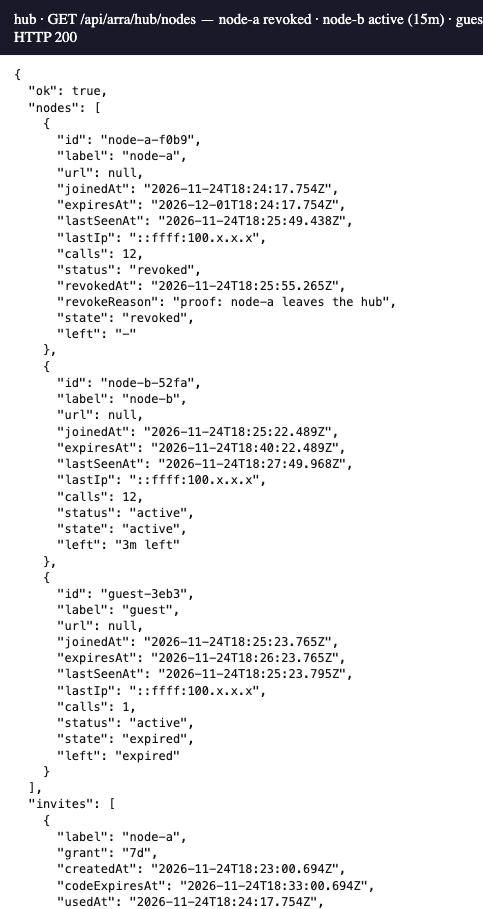 hub · GET /api/arra/hub/nodes — node-a revoked · node-b active (15m) · gues
HTTP 200
{
  "ok": true,
  "nodes": [
    {
      "id": "node-a-f0b9",
      "label": "node-a",
      "url": null,
      "joinedAt": "2026-11-24T18:24:17.754Z",
      "expiresAt": "2026-12-01T18:24:17.754Z",
      "lastSeenAt": "2026-11-24T18:25:49.438Z",
      "lastIp": "::ffff:100.x.x.x",
      "calls": 12,
      "status": "revoked",
      "revokedAt": "2026-11-24T18:25:55.265Z",
      "revokeReason": "proof: node-a leaves the hub",
      "state": "revoked",
      "left": "—"
    },
    {
      "id": "node-b-52fa",
      "label": "node-b",
      "url": null,
      "joinedAt": "2026-11-24T18:25:22.489Z",
      "expiresAt": "2026-11-24T18:40:22.489Z",
      "lastSeenAt": "2026-11-24T18:27:49.968Z",
      "lastIp": "::ffff:100.x.x.x",
      "calls": 12,
      "status": "active",
      "state": "active",
      "left": "3m left"
    },
    {
      "id": "guest-3eb3",
      "label": "guest",
      "url": null,
      "joinedAt": "2026-11-24T18:25:23.765Z",
      "expiresAt": "2026-11-24T18:26:23.765Z",
      "lastSeenAt": "2026-11-24T18:25:23.795Z",
      "lastIp": "::ffff:100.x.x.x",
      "calls": 1,
      "status": "active",
      "state": "expired",
      "left": "expired"
    }
  ],
  "invites": [
    {
      "label": "node-a",
      "grant": "7d",
      "createdAt": "2026-11-24T18:23:00.694Z",
      "codeExpiresAt": "2026-11-24T18:33:00.694Z",
      "usedAt": "2026-11-24T18:24:17.754Z",